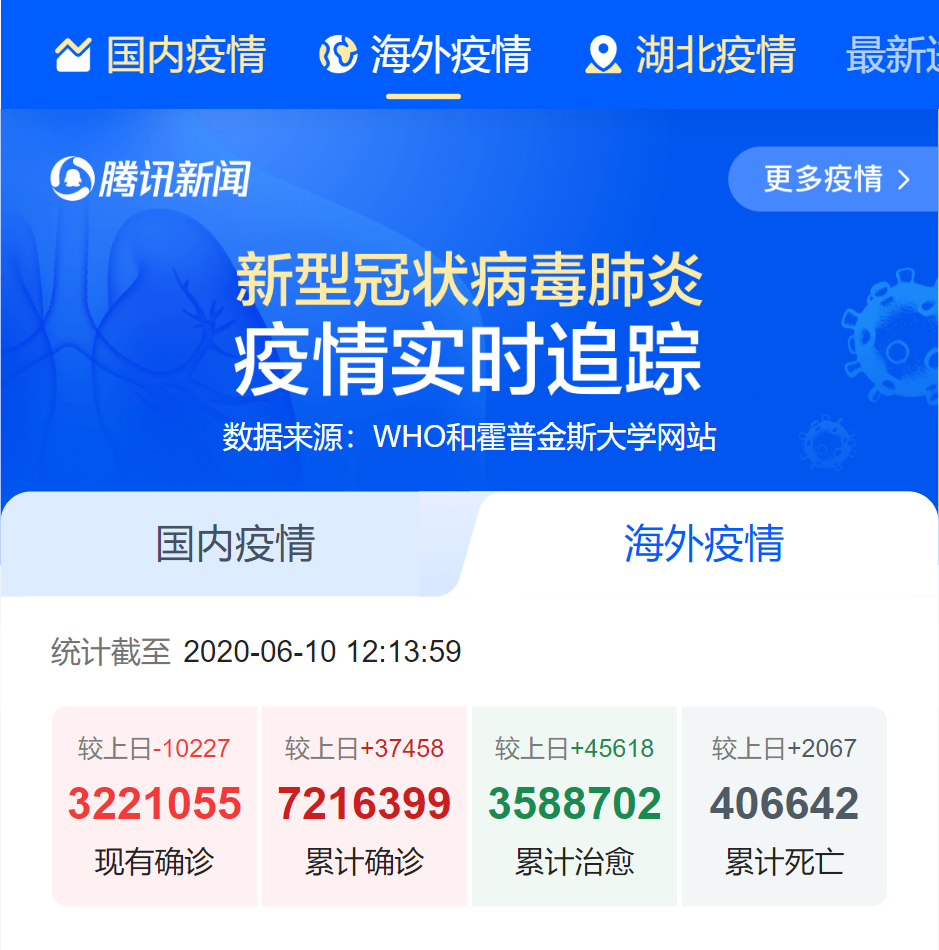 国内疫情 海外疫情 湖北疫情 最新
腾讯新闻 更多疫情 >
新型冠状病毒肺炎
疫情实时追踪
数据来源：WHO和霍普金斯大学网站
国内疫情 海外疫情
统计截至 2020-06-10 12:13:59
较上日-10227 较上日+37458 较上日+45618 较上日+2067
3221055 7216399 3588702 406642
现有确诊 累计确诊 累计治愈 累计死亡